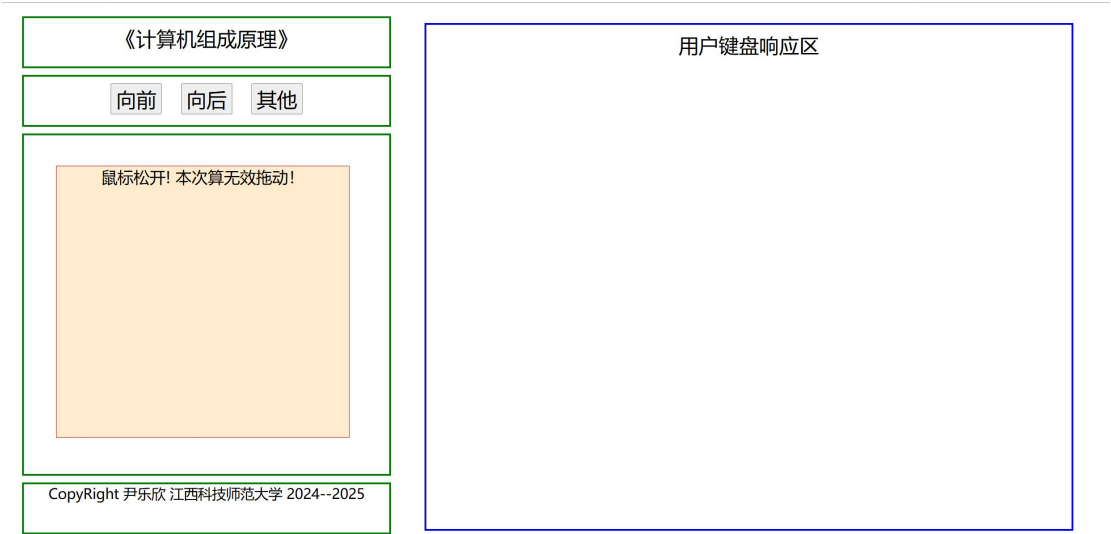 《计算机组成原理》
向前 向后 其他
鼠标松开! 本次算无效拖动!
CopyRight 尹乐欣 江西科技师范大学 2024--2025
用户键盘响应区